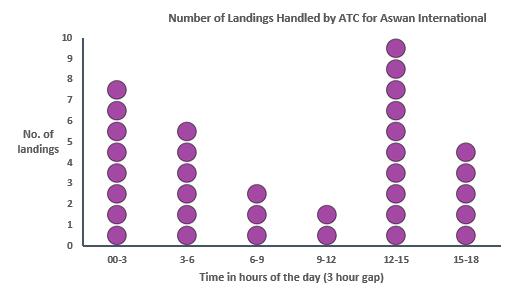 Number of Landings Handled by ATC for Aswan International
10
9
8
7
6
5
4
3
2
1
0
No. of
landings
00-3 3-6 6-9 9-12 12-15 15-18
Time in hours of the day (3 hour gap)